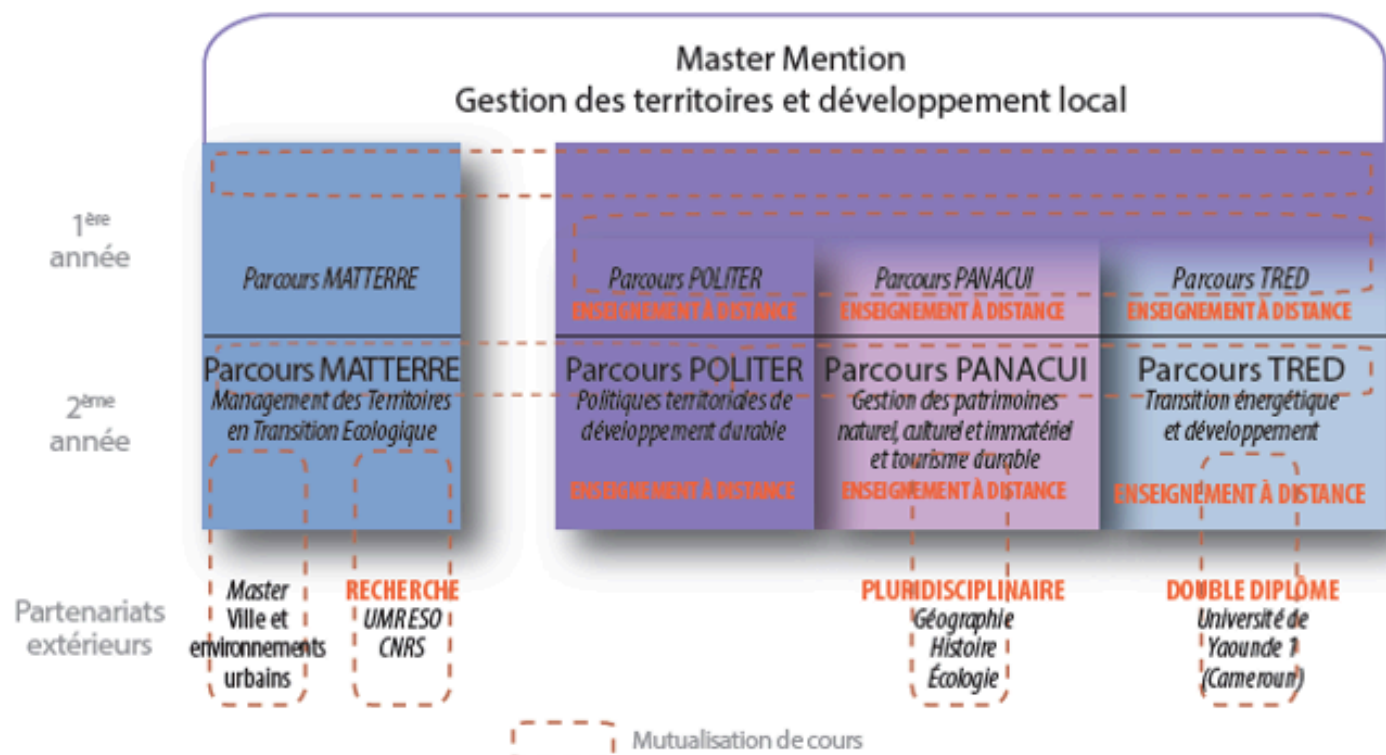 Master Mention
Gestion des territoires et développement local
1ère
année
Parcours MATTERRE
Parcours POLITER
ENSEIGNEMENT À DISTANCE
Parcours PANACUI
ENSEIGNEMENT À DISTANCE
Parcours TRED
ENSEIGNEMENT À DISTANCE
2ème
année
Parcours MATTERRE
Management des Territoires
en Transition Ecologique
Parcours POLITER
Politiques territoriales de
développement durable
ENSEIGNEMENT À DISTANCE
Parcours PANACUI
Gestion des patrimoines
naturel, culturel et immatériel
et tourisme durable
ENSEIGNEMENT À DISTANCE
Parcours TRED
Transition énergétique
et développement
ENSEIGNEMENT À DISTANCE
Partenariats
extérieurs
Master
Ville et
environnements
urbains
RECHERCHE
UMR ESO
CNRS
PLURIDISCIPLINAIRE
Géographie
Histoire
Écologie
DOUBLE DIPLÔME
Université de
Yaounde 1
(Cameroun)
Mutualisation de cours